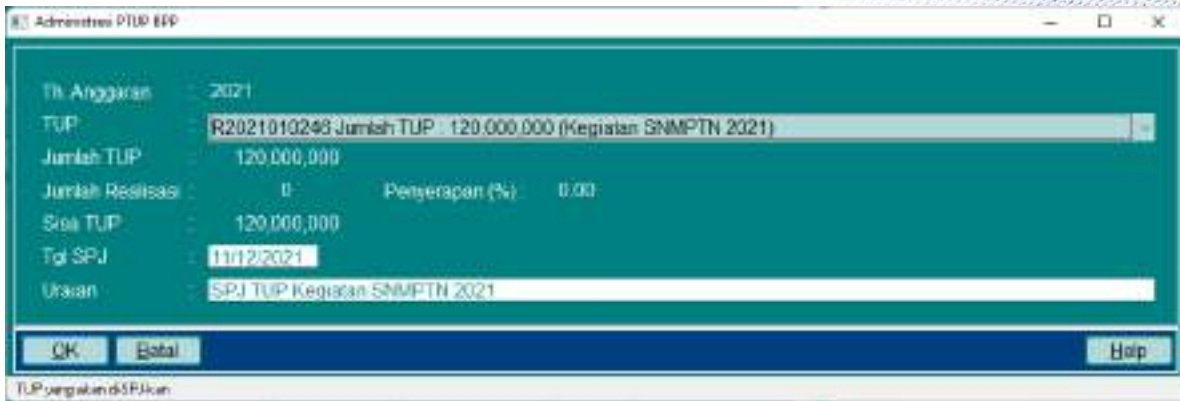 Administrasi PTUP BPP
Th. Anggaran : 2021
TUP : R2021010246 Jumlah TUP : 120,000,000 (Kegiatan SNMPTN 2021)
Jumlah TUP : 120,000,000
Jumlah Realisasi : 0 Penyerapan (%) : 0.00
Sisa TUP : 120,000,000
Tgl SPJ : 11/12/2021
Uraian : SPJ TUP Kegiatan SNMPTN 2021
OK Batal Help
TUP yang akan di SPJ kan